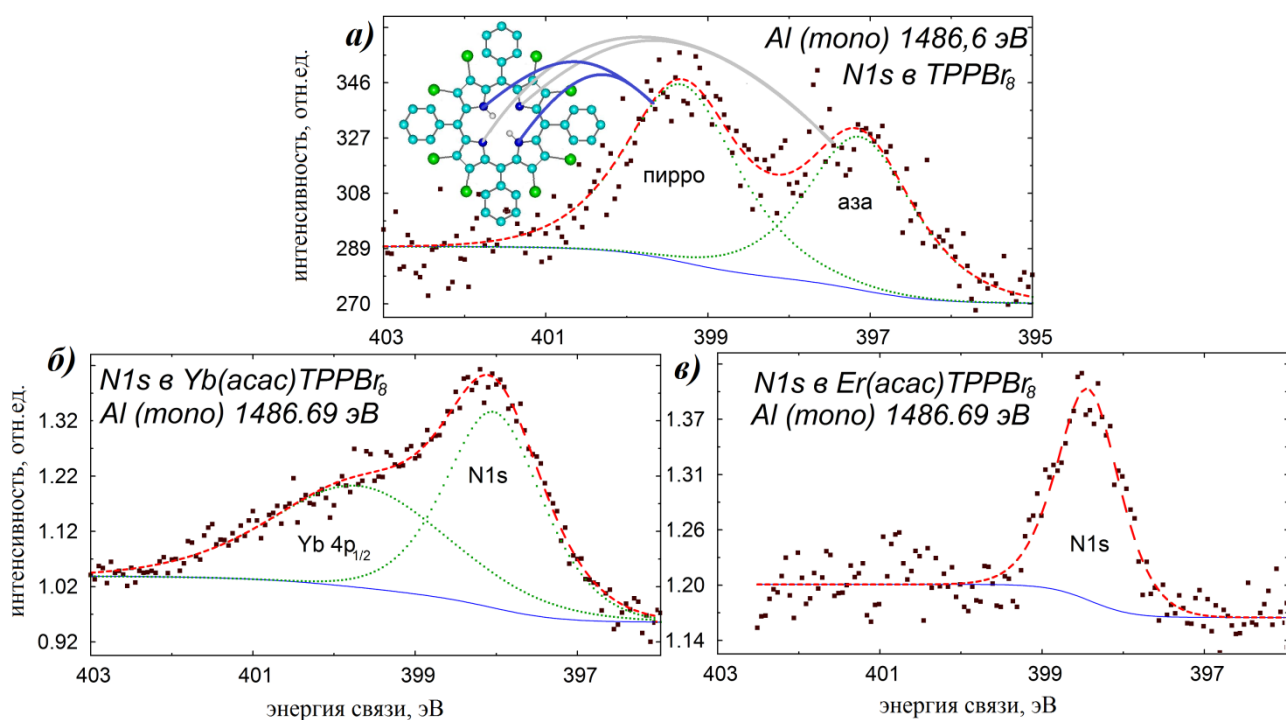 а)
Al (mono) 1486,6 эВ
N1s в TPPBr8
интенсивность, отн.ед.
346
327
308
289
270
пирро
аза
403
401
399
397
395
б)
N1s в Yb(acac)TPPBr8
Al (mono) 1486.69 эВ
интенсивность, отн.ед.
1.32
1.22
1.12
1.02
0.92
N1s
Yb 4p1/2
403
401
399
397
энергия связи, эВ
в)
N1s в Er(acac)TPPBr8
Al (mono) 1486.69 эВ
1.37
1.31
1.26
1.20
1.14
N1s
403
401
399
397
энергия связи, эВ